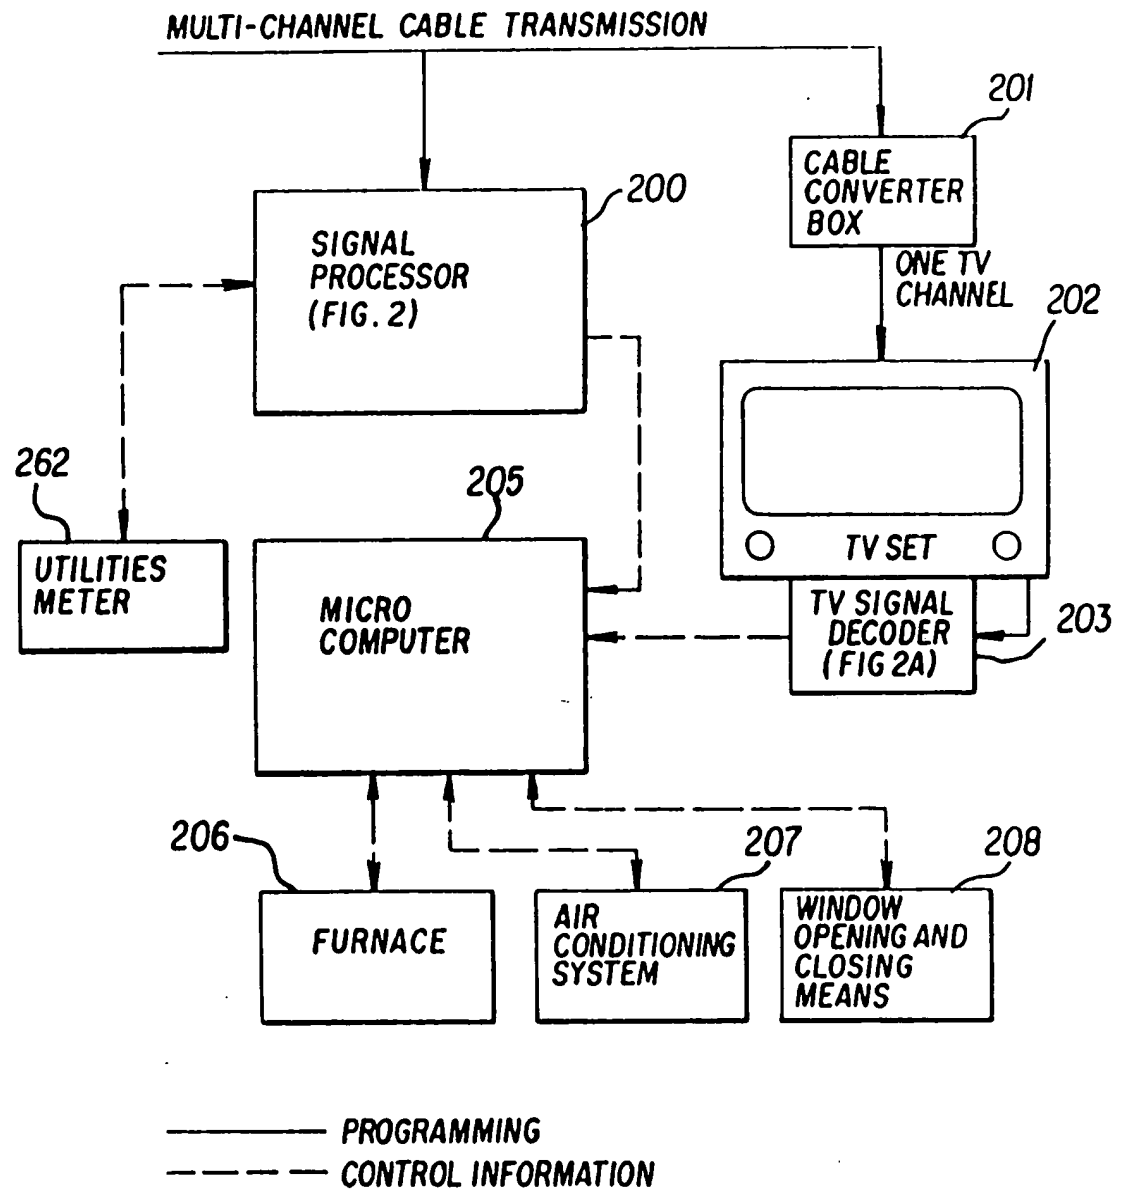 MULTI-CHANNEL CABLE TRANSMISSION
201
CABLE
CONVERTER
BOX
200
SIGNAL
PROCESSOR
(FIG. 2)
ONE TV
CHANNEL
202
262
UTILITIES
METER
205
MICRO
COMPUTER
TV SET
TV SIGNAL
DECODER
(FIG 2A)
203
206
FURNACE
207
AIR
CONDITIONING
SYSTEM
208
WINDOW
OPENING AND
CLOSING
MEANS
PROGRAMMING
CONTROL INFORMATION